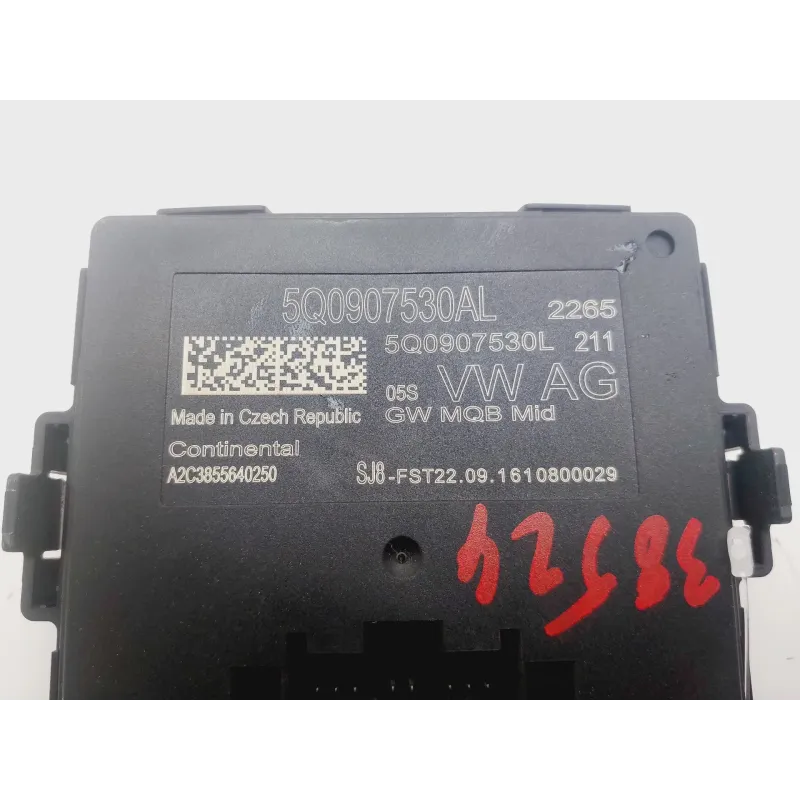 5Q0907530AL 2265
5Q0907530L 211
05S VW AG
Made in Czech Republic GW MQB Mid
Continental
A2C3855640250 SJ8-FST22.09.1610800029
38524